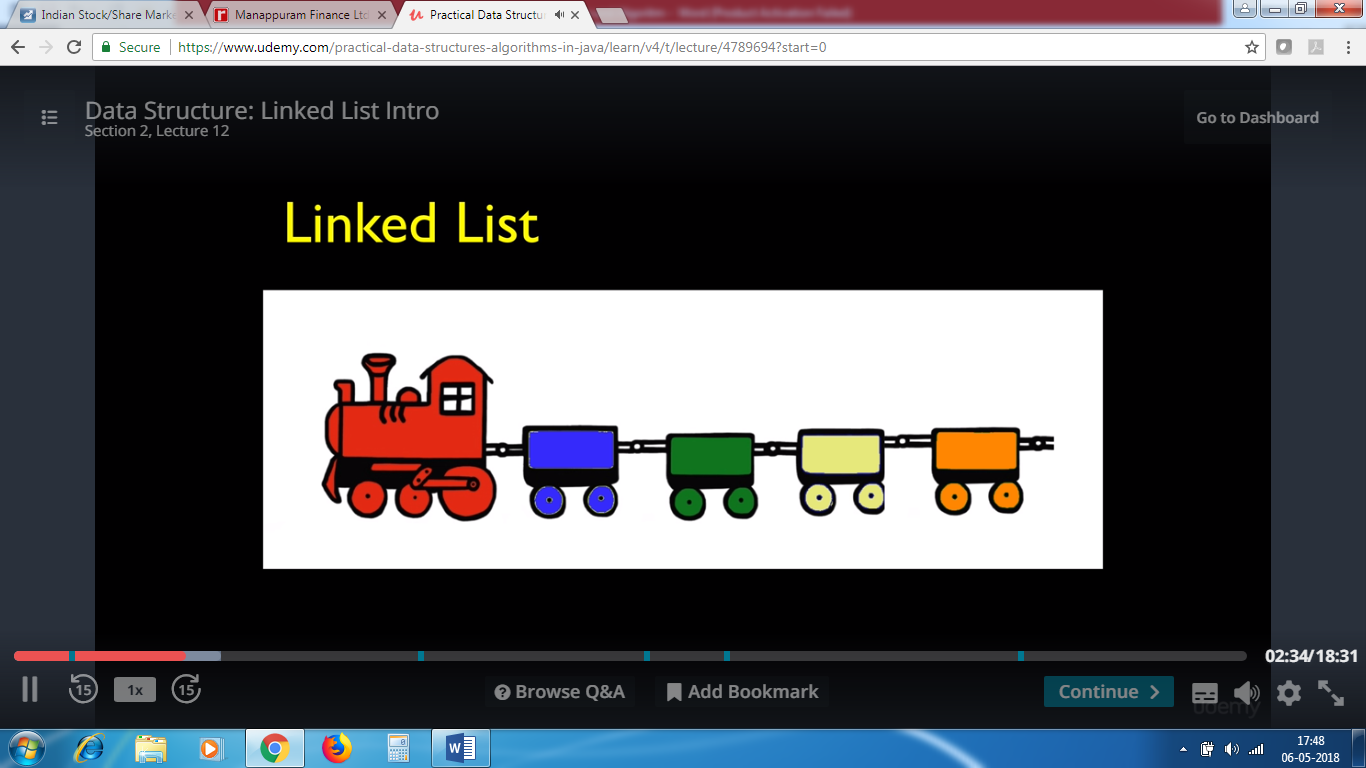 Indian Stock/Share Marke
Manappuram Finance Ltd
Practical Data Structu
Secure
https://www.udemy.com/practical-data-structures-algorithms-in-java/learn/v4/t/lecture/4789694?start=0
Data Structure: Linked List Intro
Section 2, Lecture 12
Go to Dashboard
Linked List
02:34/18:31
15
1x
15
Browse Q&A
Add Bookmark
Continue
udemy
17:48
06-05-2018